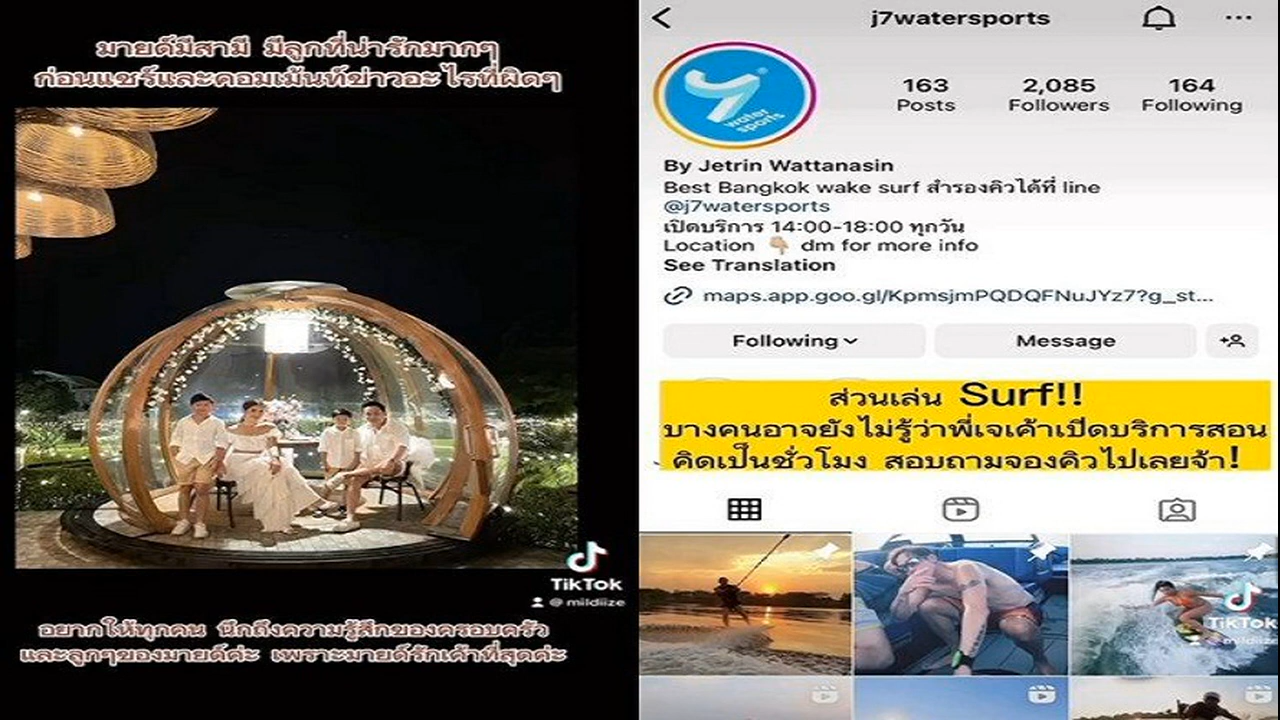 มายด์มีสามี มีลูกที่น่ารักมากๆ
ก่อนแชร์และคอมเม้นท์ข่าวอะไรที่ผิดๆ
TikTok
@mildiize
อยากให้ทุกคน นึกถึงความรู้สึกของครอบครัว
และลูกๆของมายด์ค่ะ เพราะมายด์รักเค้าที่สุดค่ะ
j7watersports
163
Posts
2,085
Followers
164
Following
7
water
sports
By Jetrin Wattanasin
Best Bangkok wake surf สำรองคิวได้ที่ line
@j7watersports
เปิดบริการ 14:00-18:00 ทุกวัน
Location 👇🏼 dm for more info
See Translation
maps.app.goo.gl/KpmsjmPQDQFNuJYz7?g_st...
Following
Message
ส่วนเล่น Surf!!
บางคนอาจยังไม่รู้ว่าพี่เจเค้าเปิดบริการสอน
คิดเป็นชั่วโมง สอบถามจองคิวไปเลยจ้า!
TikTok
@mildiize